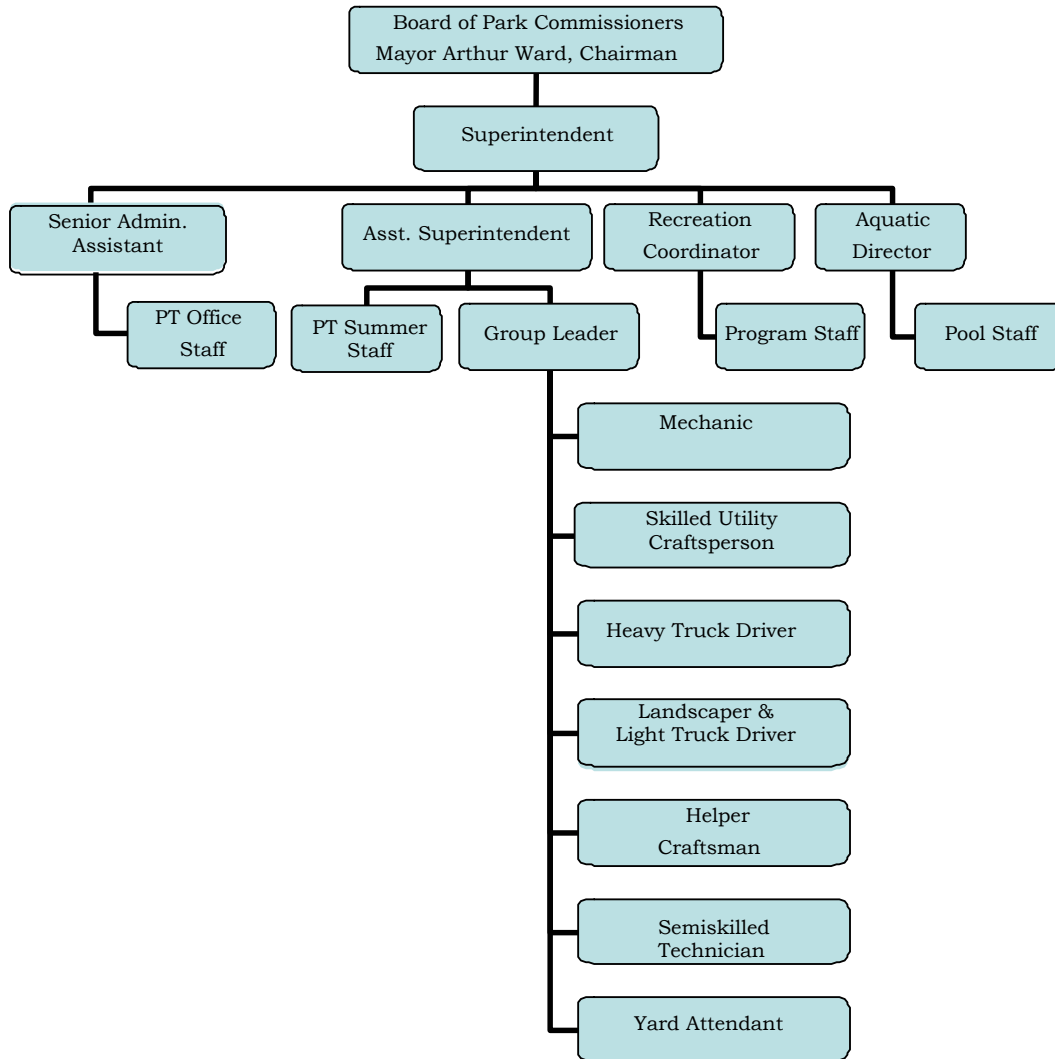 Board of Park Commissioners
Mayor Arthur Ward, Chairman
Superintendent
Senior Admin.
Assistant
Asst. Superintendent
Recreation
Coordinator
Aquatic
Director
PT Office
Staff
PT Summer
Staff
Group Leader
Program Staff
Pool Staff
Mechanic
Skilled Utility
Craftsperson
Heavy Truck Driver
Landscaper &
Light Truck Driver
Helper
Craftsman
Semiskilled
Technician
Yard Attendant